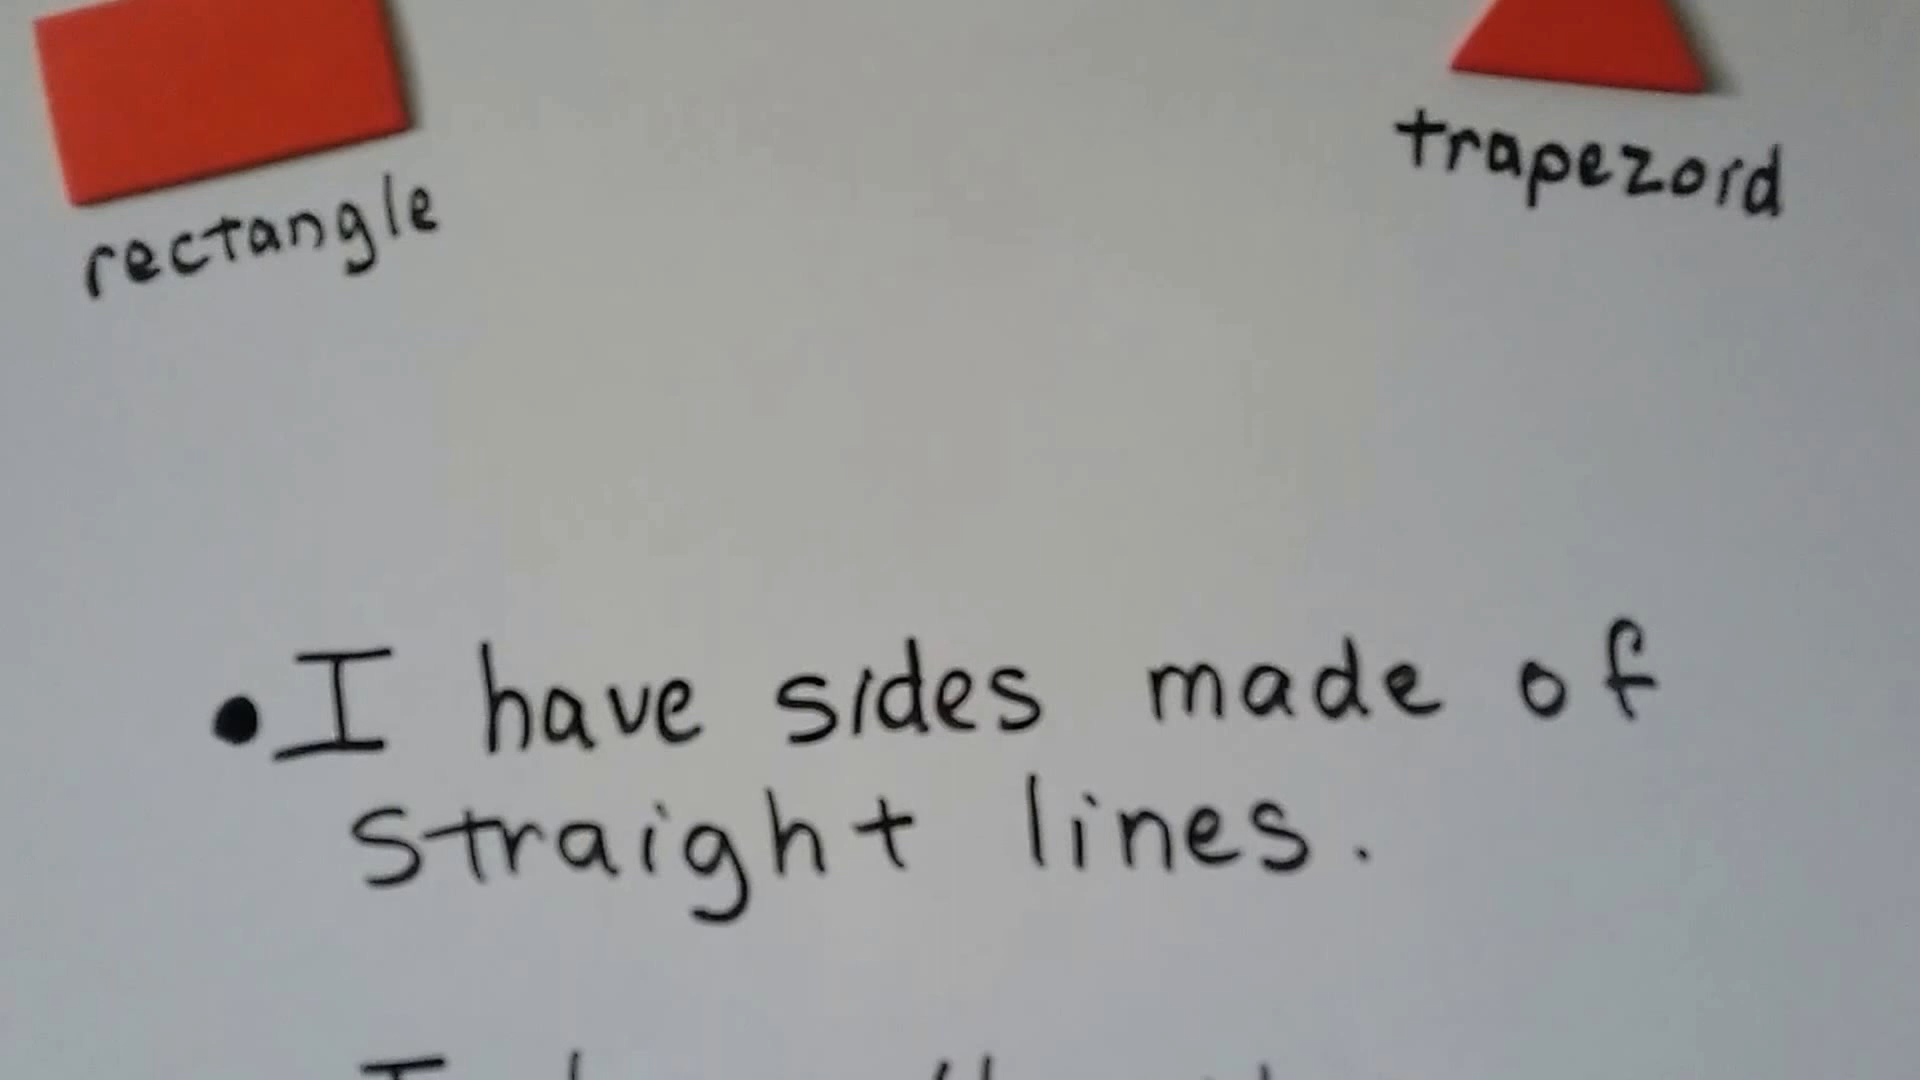 rectangle
trapezoid
• I have sides made of
straight lines.